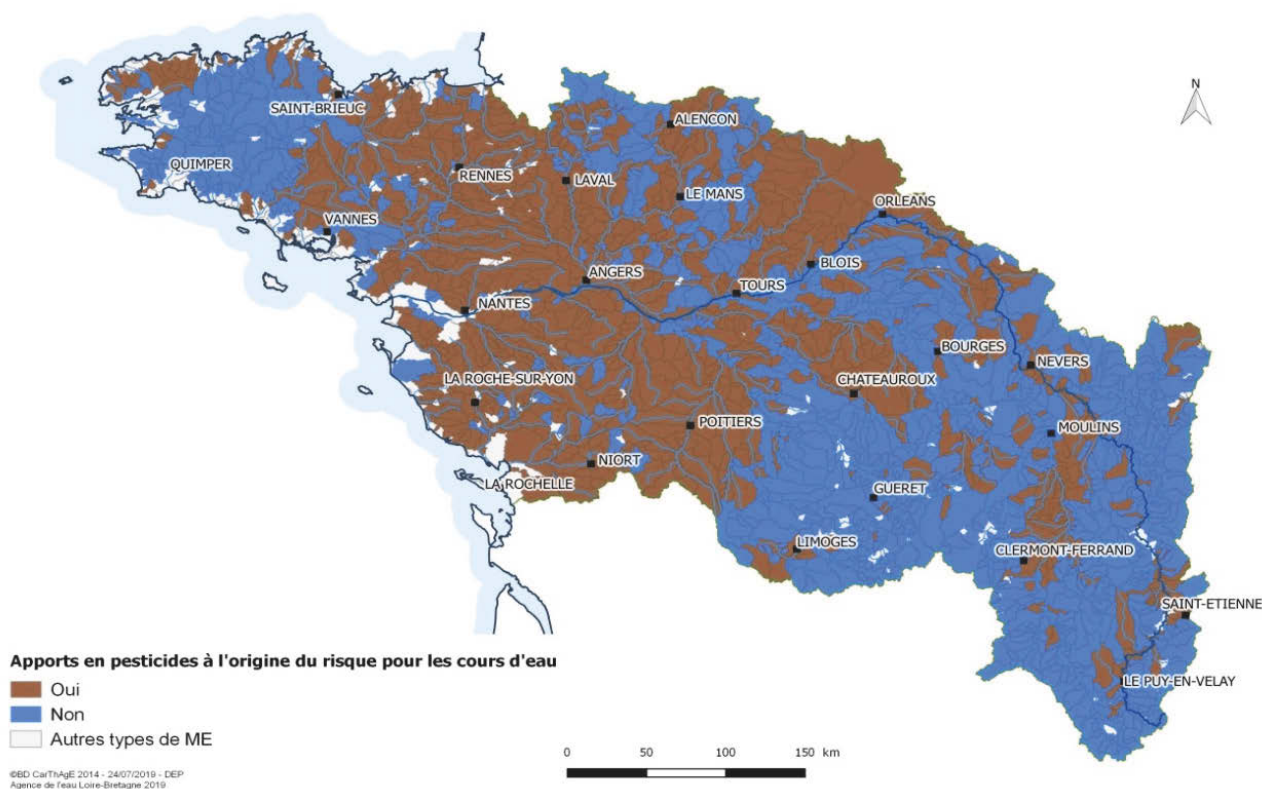 N
ALENCON
SAINT-BRIEUC
QUIMPER
RENNES
LAVAL
LE MANS
ORLEANS
VANNES
BLOIS
ANGERS
TOURS
NANTES
BOURGES
NEVERS
CHATEAUROUX
LA ROCHE-SUR-YON
POITIERS
MOULINS
NIORT
LA ROCHELLE
GUERET
LIMOGES
CLERMONT-FERRAND
SAINT-ETIENNE
LE PUY-EN-VELAY
Apports en pesticides à l'origine du risque pour les cours d'eau
Oui
Non
Autres types de ME
0 50 100 150 km
©BD CarThAgE 2014 - 24/07/2019 - DEP
Agence de l'eau Loire-Bretagne 2019